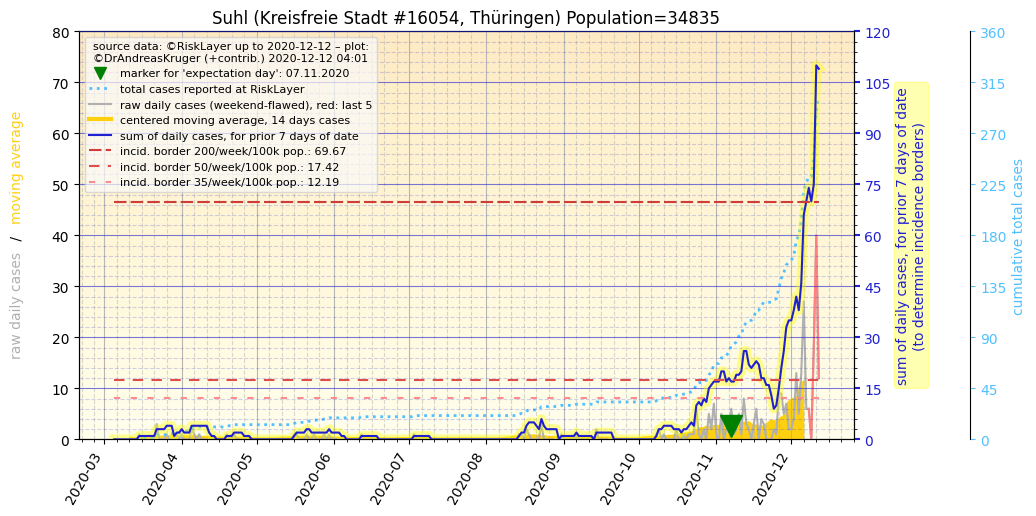 Suhl (Kreisfreie Stadt #16054, Thüringen) Population=34835
source data: ©RiskLayer up to 2020-12-12 – plot:
©DrAndreasKruger (+contrib.) 2020-12-12 04:01
marker for 'expectation day': 07.11.2020
total cases reported at RiskLayer
raw daily cases (weekend-flawed), red: last 5
centered moving average, 14 days cases
sum of daily cases, for prior 7 days of date
incid. border 200/week/100k pop.: 69.67
incid. border 50/week/100k pop.: 17.42
incid. border 35/week/100k pop.: 12.19
raw daily cases / moving average
80
70
60
50
40
30
20
10
0
2020-03
2020-04
2020-05
2020-06
2020-07
2020-08
2020-09
2020-10
2020-11
2020-12
120
105
90
75
60
45
30
15
0
sum of daily cases, for prior 7 days of date
(to determine incidence borders)
360
315
270
225
180
135
90
45
0
cumulative total cases